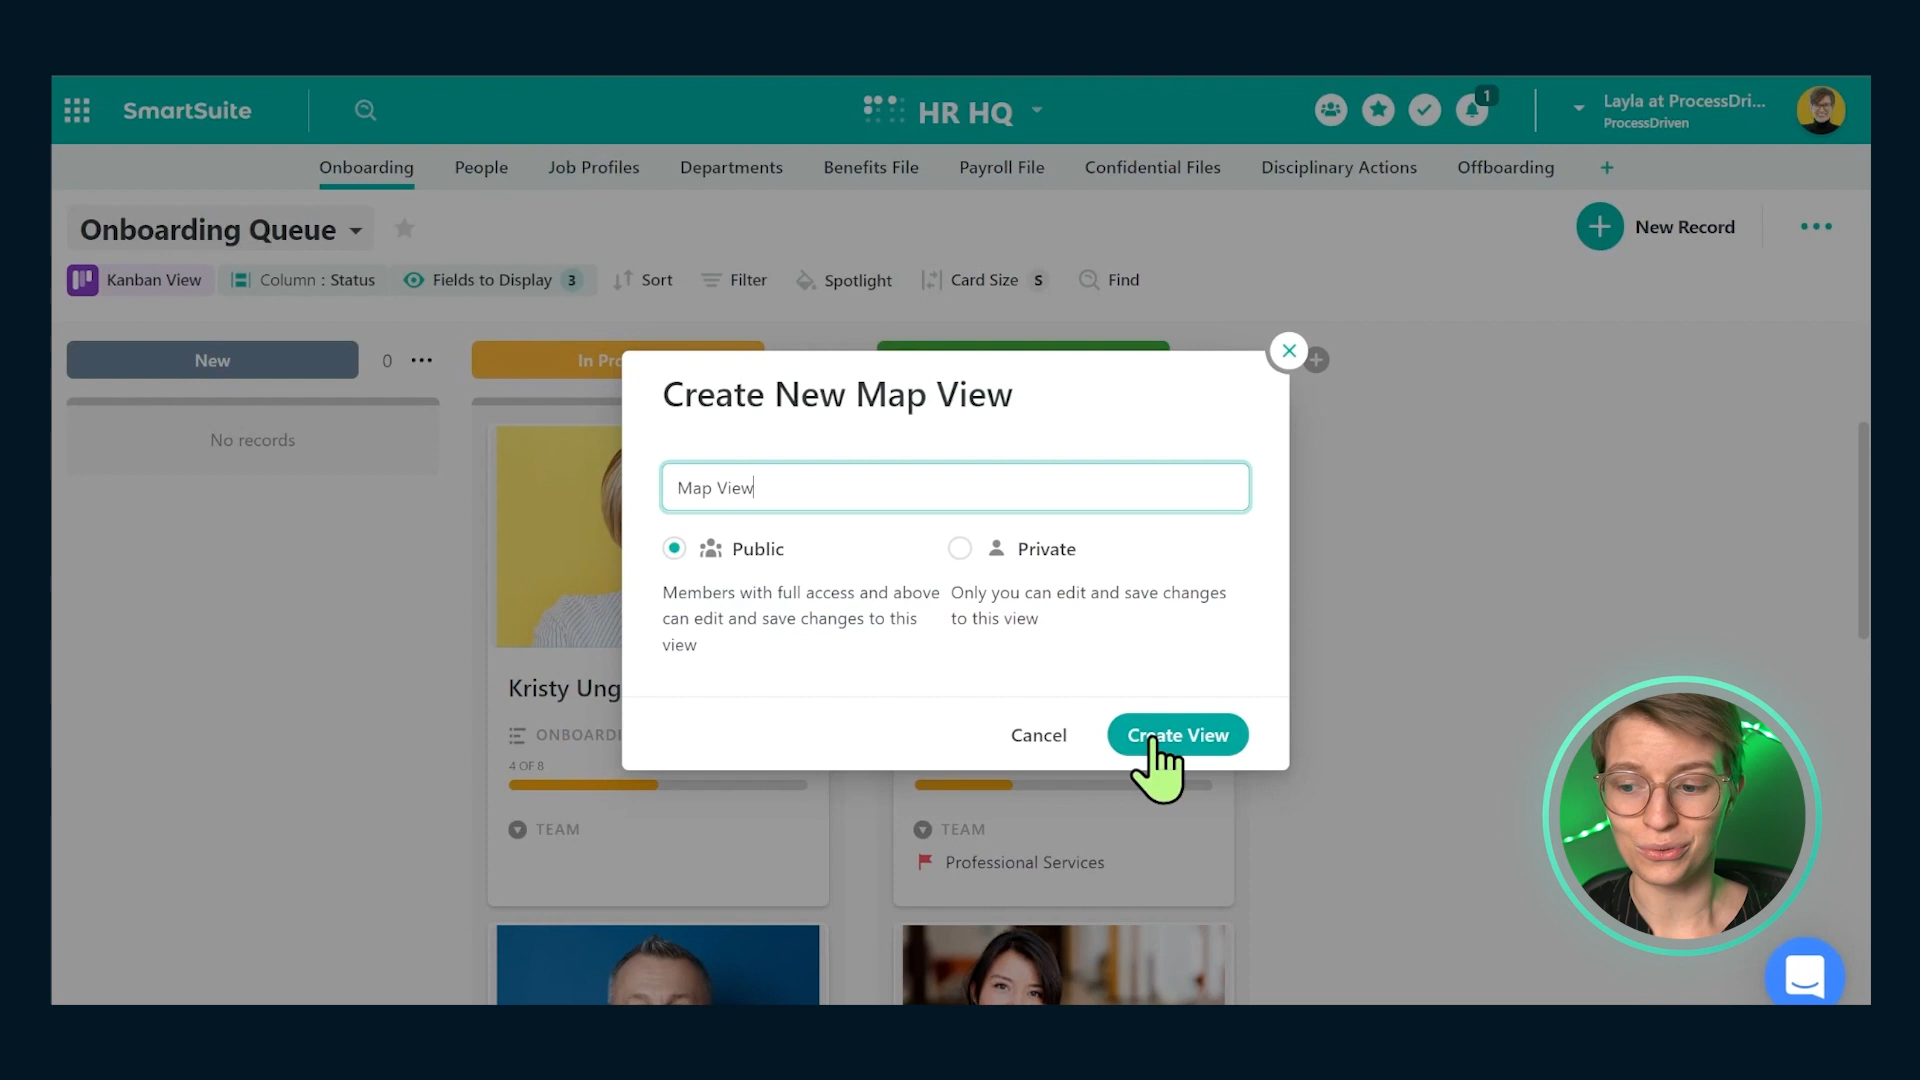 SmartSuite
HR HQ
1
Layla at ProcessDri...
ProcessDriven
Onboarding People Job Profiles Departments Benefits File Payroll File Confidential Files Disciplinary Actions Offboarding
Onboarding Queue
New Record
Kanban View Column : Status Fields to Display 3 Sort Filter Spotlight Card Size S Find
New 0
In Pro
No records
Create New Map View
Map View
Public
Members with full access and above
can edit and save changes to this
view
Private
Only you can edit and save changes
to this view
Cancel Create View
Kristy Ung
ONBOARDI
4 OF 8
TEAM
TEAM
Professional Services